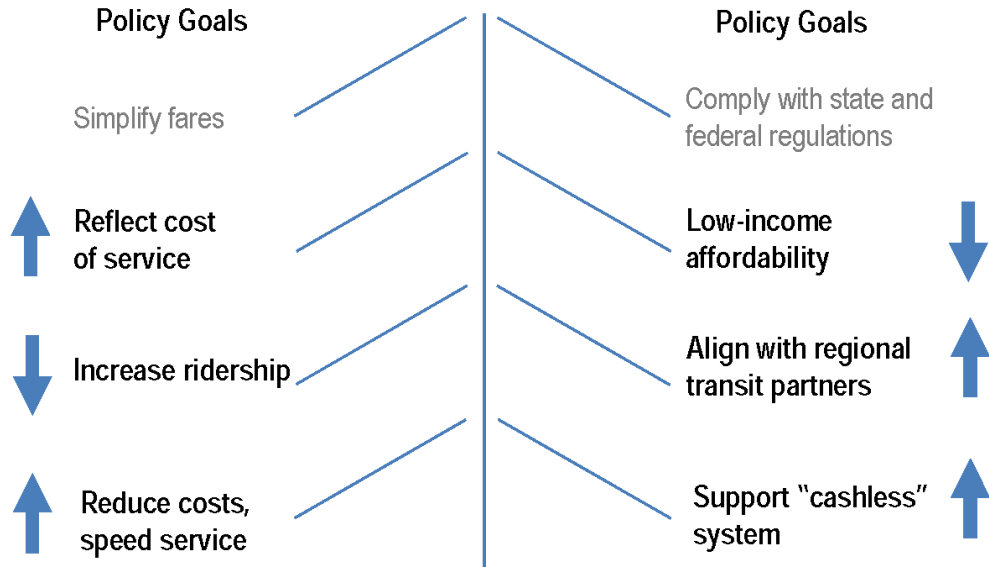 Policy Goals
Simplify fares
Reflect cost
of service
Increase ridership
Reduce costs,
speed service
Policy Goals
Comply with state and
federal regulations
Low-income
affordability
Align with regional
transit partners
Support “cashless”
system